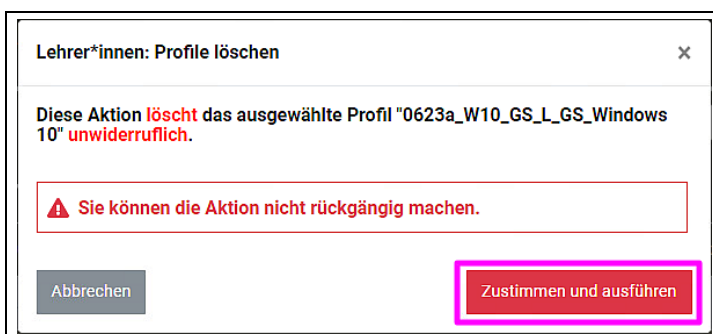 Lehrer*innen: Profile löschen ×
Diese Aktion löscht das ausgewählte Profil "0623a_W10_GS_L_GS_Windows
10" unwiderruflich.
Sie können die Aktion nicht rückgängig machen.
Abbrechen Zustimmen und ausführen